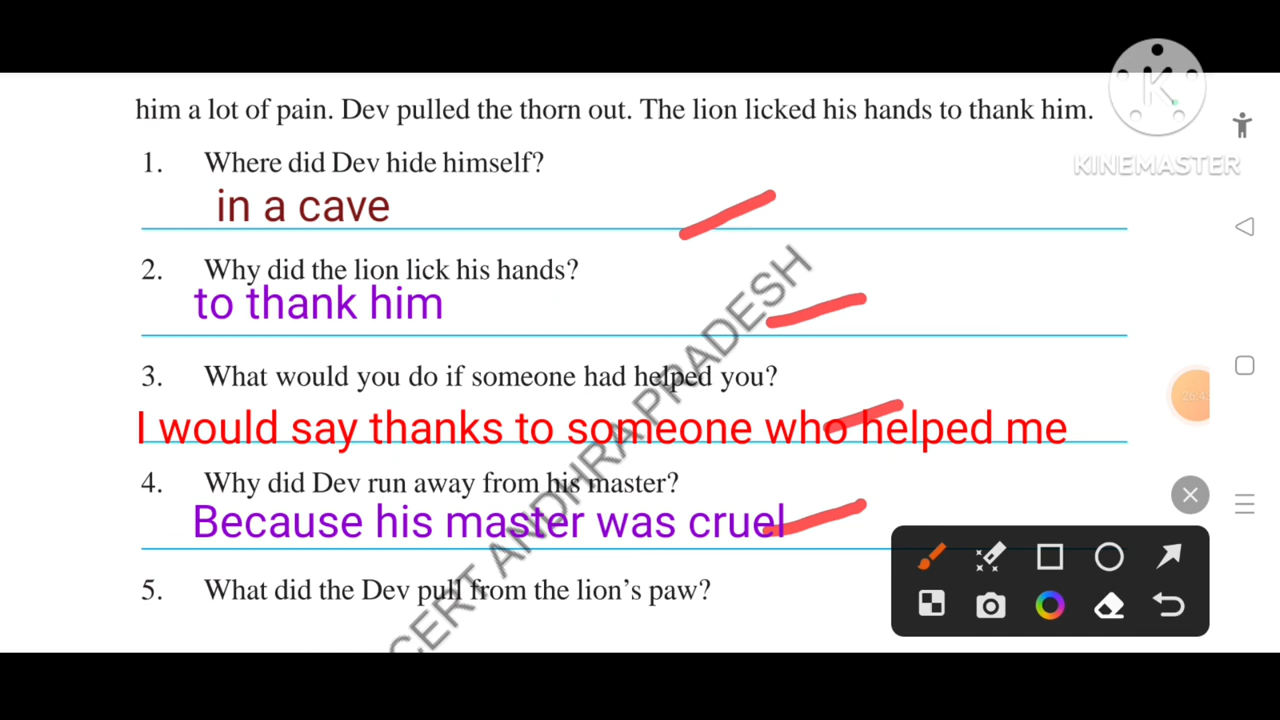 him a lot of pain. Dev pulled the thorn out. The lion licked his hands to thank him.
KINEMASTER
1. Where did Dev hide himself?
in a cave
2. Why did the lion lick his hands?
to thank him
3. What would you do if someone had helped you?
I would say thanks to someone who helped me
4. Why did Dev run away from his master?
Because his master was cruel
5. What did the Dev pull from the lion's paw?
CERT ANDHRA PRADESH